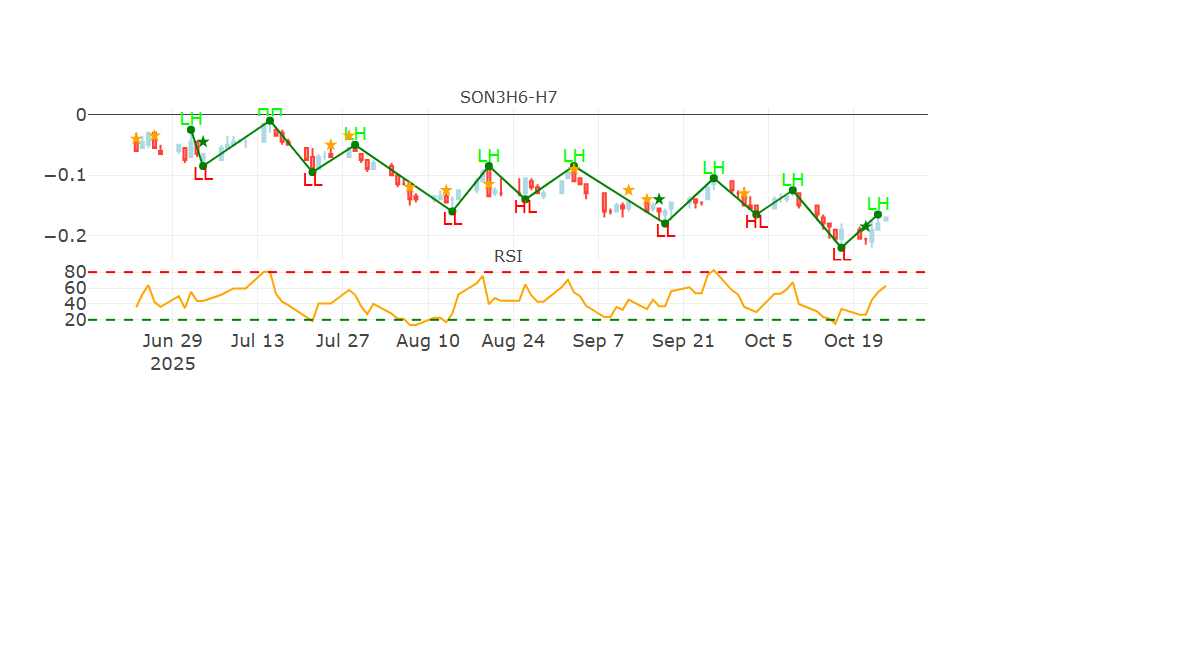 SON3H6-H7
0
−0.1
−0.2
LH
LL
LL
LH
LL
LH
HL
LH
LL
LH
HL
LH
LL
LH
RSI
80
60
40
20
Jun 29
2025
Jul 13
Jul 27
Aug 10
Aug 24
Sep 7
Sep 21
Oct 5
Oct 19